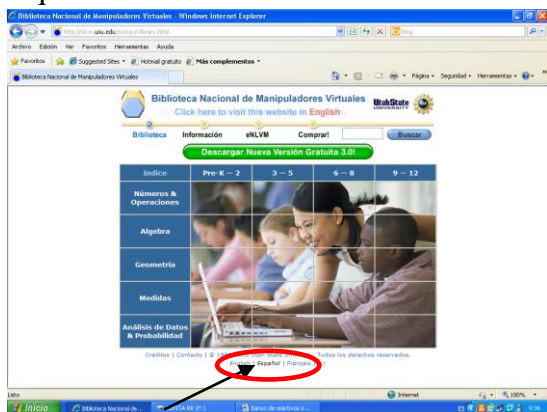 Biblioteca Nacional de Manipuladores Virtuales - Windows Internet Explorer
Bing
Archivo Edición Ver Favoritos Herramientas Ayuda
Favoritos Suggested Sites Hotmail gratuito Más complementos
Biblioteca Nacional de Manipuladores Virtuales Página Seguridad Herramientas
Biblioteca Nacional de Manipuladores Virtuales
UtahState
UNIVERSITY
Click here to visit this website in English
Biblioteca Información eNLVM Comprar! Buscar
Descargar Nueva Versión Gratuita 3.0!
Indice Pre-K — 2 3 — 5 6 — 8 9 — 12
Números &
Operaciones
Algebra
Geometría
Medidas
Análisis de Datos
& Probabilidad
Créditos | Contacto | © Utah State Todos los derechos reservados.
English | Español | Français |
Listo Internet 100%
Inicio Biblioteca Nacional de ... banco de reactivos s...